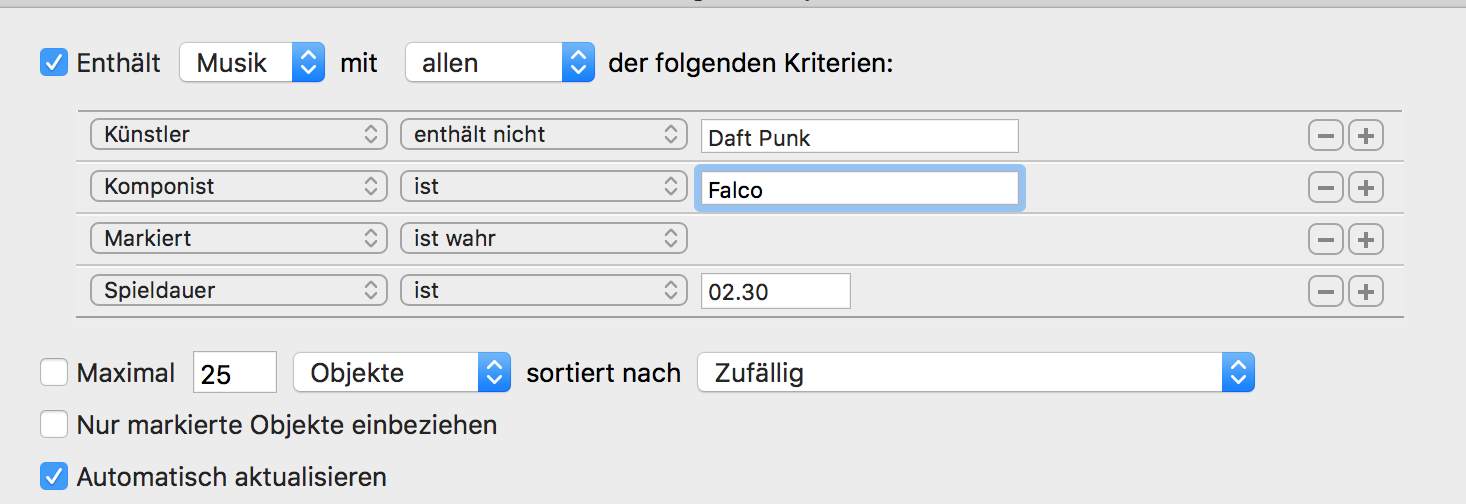 Enthält Musik mit allen der folgenden Kriterien:
Künstler enthält nicht Daft Punk
Komponist ist Falco
Markiert ist wahr
Spieldauer ist 02.30
Maximal 25 Objekte sortiert nach Zufällig
Nur markierte Objekte einbeziehen
Automatisch aktualisieren